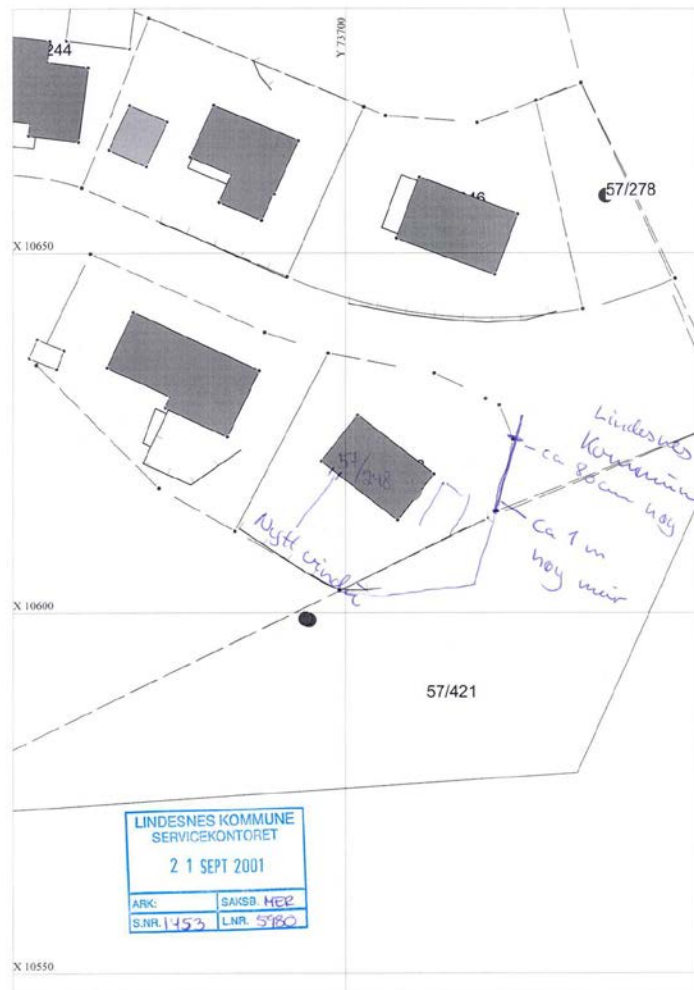 244
Y 73700
57/278
X 10650
Lindesnes
Kommune
ca 80 cm høy
57/248
Nytt vindu
ca 1 m
høy mur
X 10600
57/421
LINDESNES KOMMUNE
SERVICEKONTORET
2 1 SEPT 2001
ARK: SAKSB. MER
S.NR. 1453 L.NR. 5980
X 10550